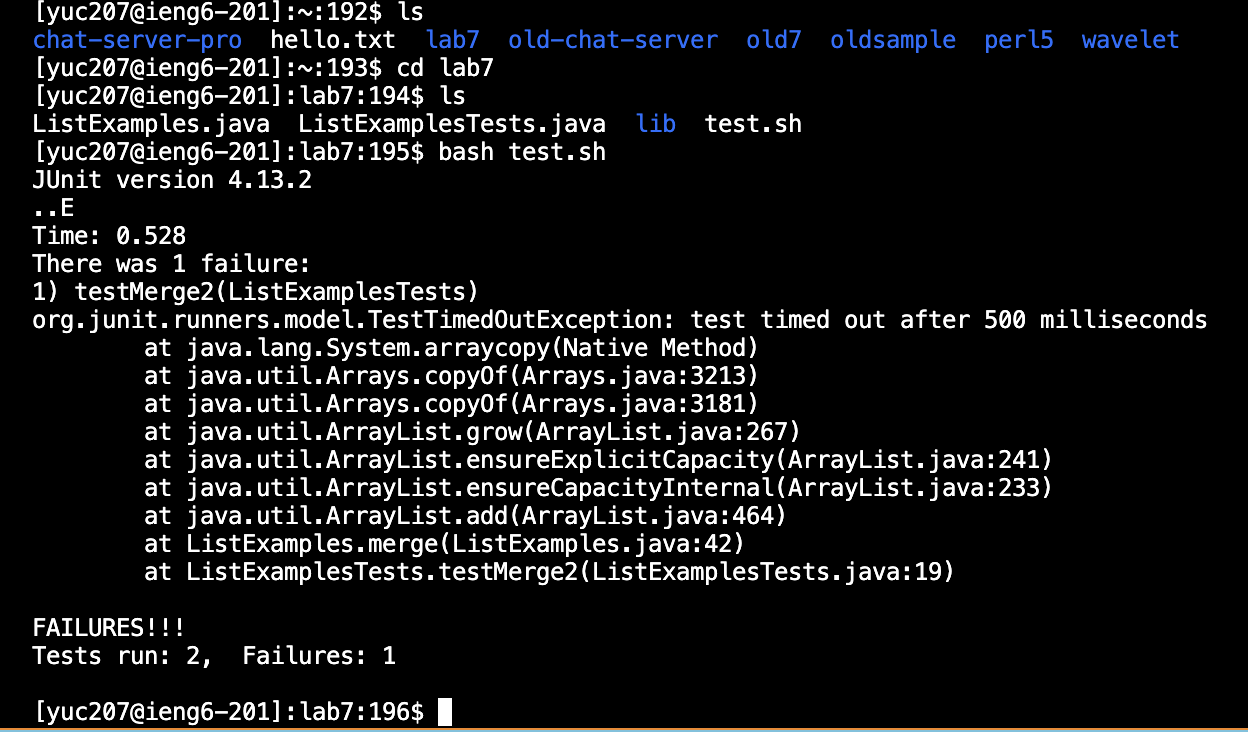 [yuc207@ieng6-201]:~:192$ ls
chat-server-pro  hello.txt  lab7  old-chat-server  old7  oldsample  perl5  wavelet
[yuc207@ieng6-201]:~:193$ cd lab7
[yuc207@ieng6-201]:lab7:194$ ls
ListExamples.java  ListExamplesTests.java  lib  test.sh
[yuc207@ieng6-201]:lab7:195$ bash test.sh
JUnit version 4.13.2
..E
Time: 0.528
There was 1 failure:
1) testMerge2(ListExamplesTests)
org.junit.runners.model.TestTimedOutException: test timed out after 500 milliseconds
        at java.lang.System.arraycopy(Native Method)
        at java.util.Arrays.copyOf(Arrays.java:3213)
        at java.util.Arrays.copyOf(Arrays.java:3181)
        at java.util.ArrayList.grow(ArrayList.java:267)
        at java.util.ArrayList.ensureExplicitCapacity(ArrayList.java:241)
        at java.util.ArrayList.ensureCapacityInternal(ArrayList.java:233)
        at java.util.ArrayList.add(ArrayList.java:464)
        at ListExamples.merge(ListExamples.java:42)
        at ListExamplesTests.testMerge2(ListExamplesTests.java:19)

FAILURES!!!
Tests run: 2,  Failures: 1

[yuc207@ieng6-201]:lab7:196$